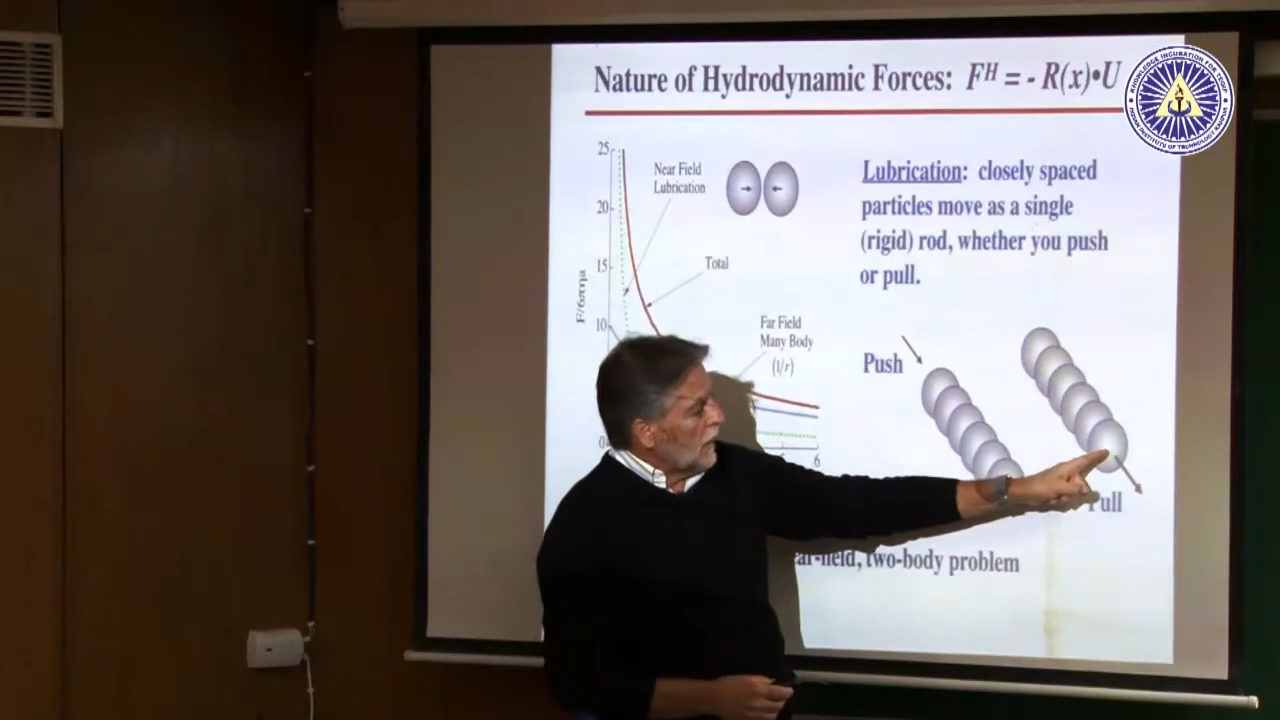 Nature of Hydrodynamic Forces: Fᴴ = - R(x)•U
25
20
15
10
0
6
F/6πηa
Near Field
Lubrication
Total
Far Field
Many Body
(1/r)
Lubrication: closely spaced
particles move as a single
(rigid) rod, whether you push
or pull.
Push
Pull
two-body problem